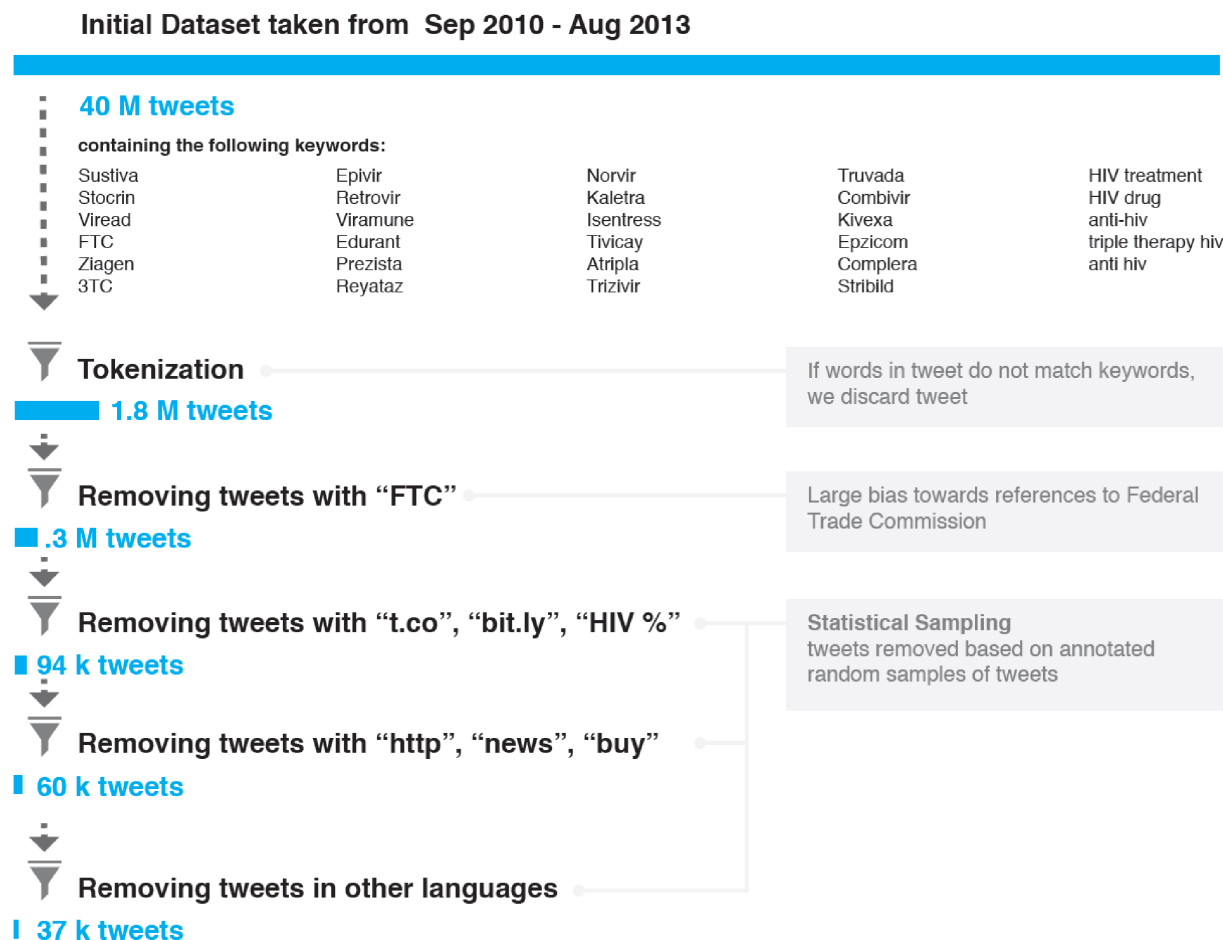 Initial Dataset taken from Sep 2010 - Aug 2013
40 M tweets
containing the following keywords:
Sustiva
Stocrin
Viread
FTC
Ziagen
3TC
Epivir
Retrovir
Viramune
Edurant
Prezista
Reyataz
Norvir
Kaletra
Isentress
Tivicay
Atripla
Trizivir
Truvada
Combivir
Kivexa
Epzicom
Complera
Stribild
HIV treatment
HIV drug
anti-hiv
triple therapy hiv
anti hiv
Tokenization
If words in tweet do not match keywords,
we discard tweet
1.8 M tweets
Removing tweets with “FTC”
Large bias towards references to Federal
Trade Commission
.3 M tweets
Removing tweets with “t.co”, “bit.ly”, “HIV %”
Statistical Sampling
tweets removed based on annotated
random samples of tweets
94 k tweets
Removing tweets with “http”, “news”, “buy”
60 k tweets
Removing tweets in other languages
37 k tweets